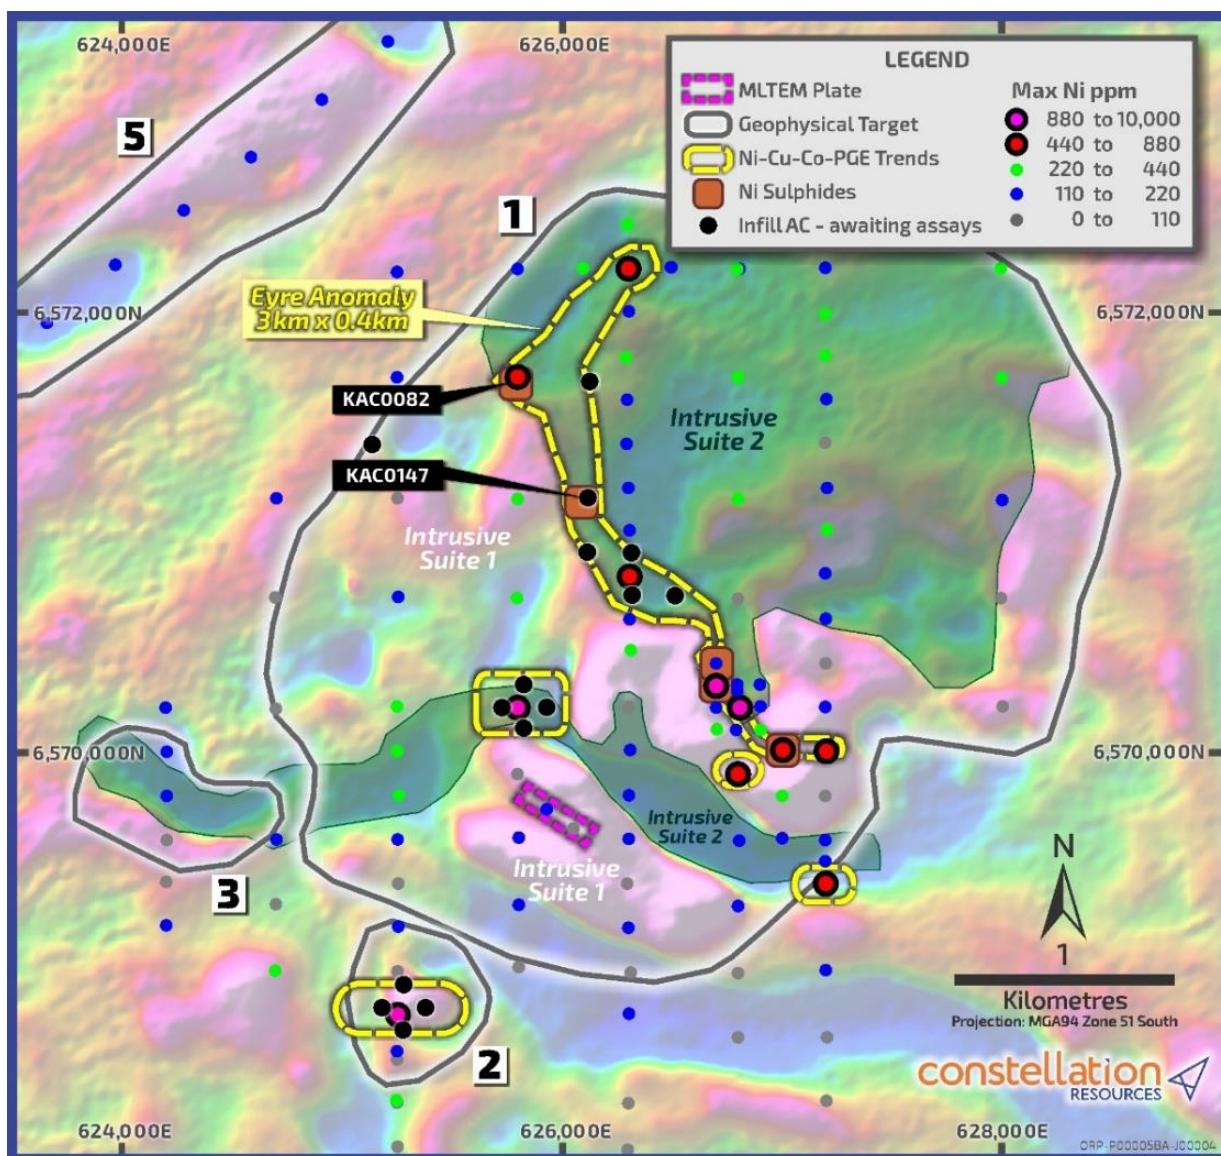 624,000E
626,000E
LEGEND
MLTEM Plate
Geophysical Target
Ni-Cu-Co-PGE Trends
Ni Sulphides
Infill AC - awaiting assays
Max Ni ppm
880 to 10,000
440 to 880
220 to 440
110 to 220
0 to 110
5
1
6,572,000N
6,572,000N
Eyre Anomaly
3km x 0.4km
KAC0082
Intrusive
Suite 2
KAC0147
Intrusive
Suite 1
6,570,000N
6,570,000N
Intrusive
Suite 2
Intrusive
Suite 1
3
N
1
Kilometres
Projection: MGA94 Zone 51 South
2
constellation
RESOURCES
624,000E
626,000E
628,000E
ORP-P00005BA-J00004